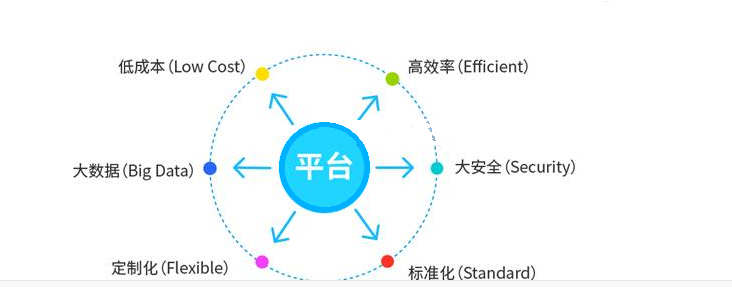 低成本(Low Cost)
高效率(Efficient)
平台
大数据(Big Data)
大安全(Security)
定制化(Flexible)
标准化(Standard)